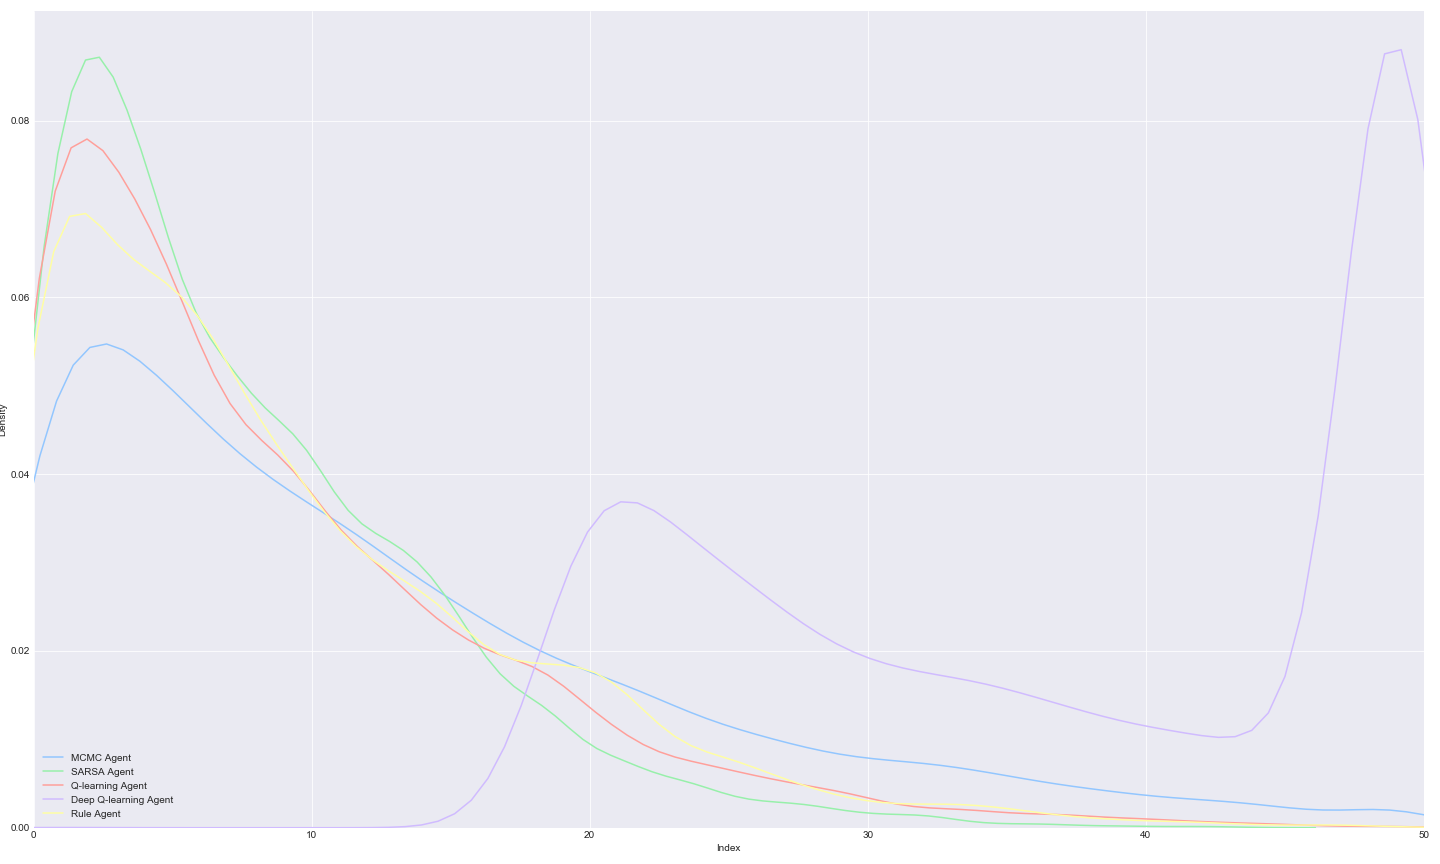 0.08
0.06
0.04
0.02
0.00
Density
MCMC Agent
SARSA Agent
Q-learning Agent
Deep Q-learning Agent
Rule Agent
0 10 20 30 40 50
Index